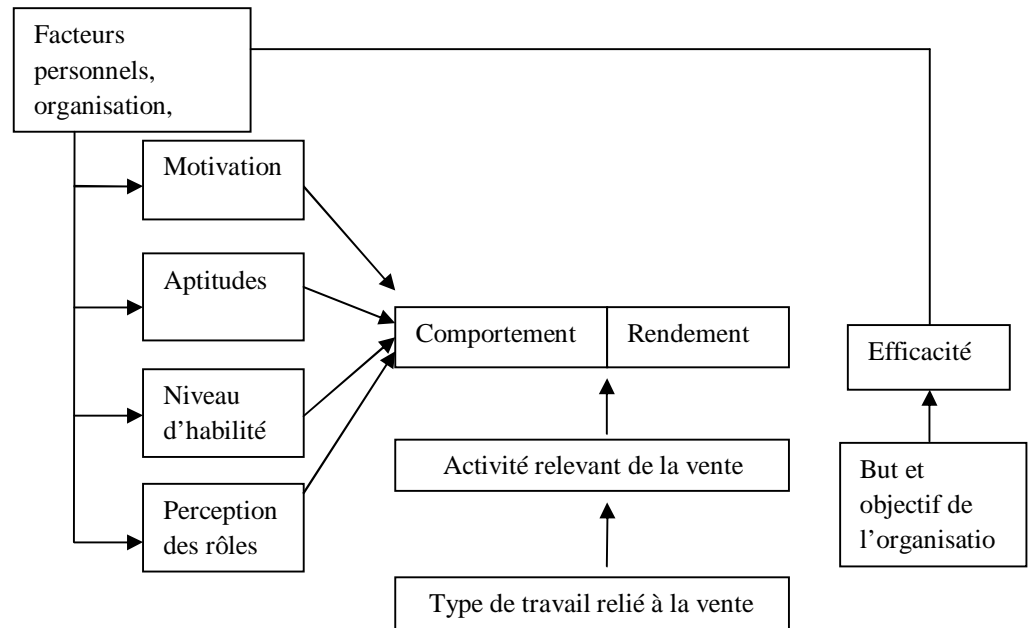 Facteurs
personnels,
organisation,
Motivation
Aptitudes
Niveau
d’habilité
Perception
des rôles
Comportement
Rendement
Activité relevant de la vente
Type de travail relié à la vente
Efficacité
But et
objectif de
l’organisatio